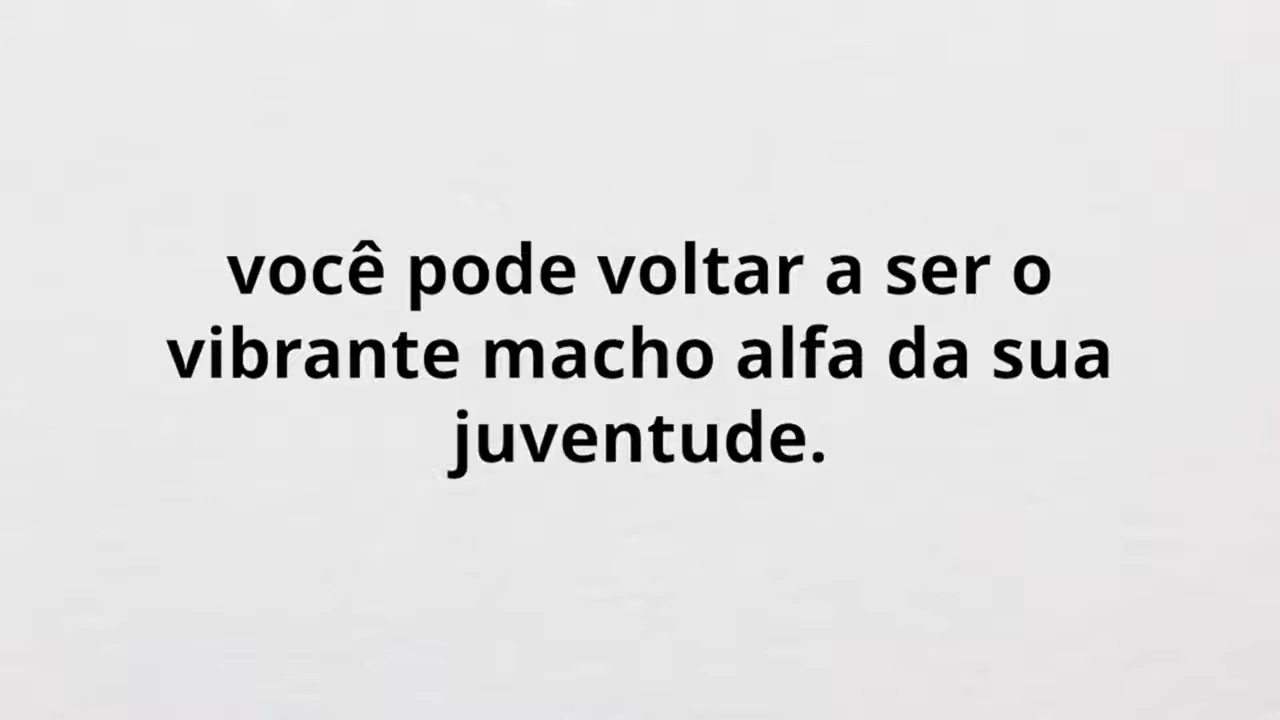 você pode voltar a ser o
vibrante macho alfa da sua
juventude.